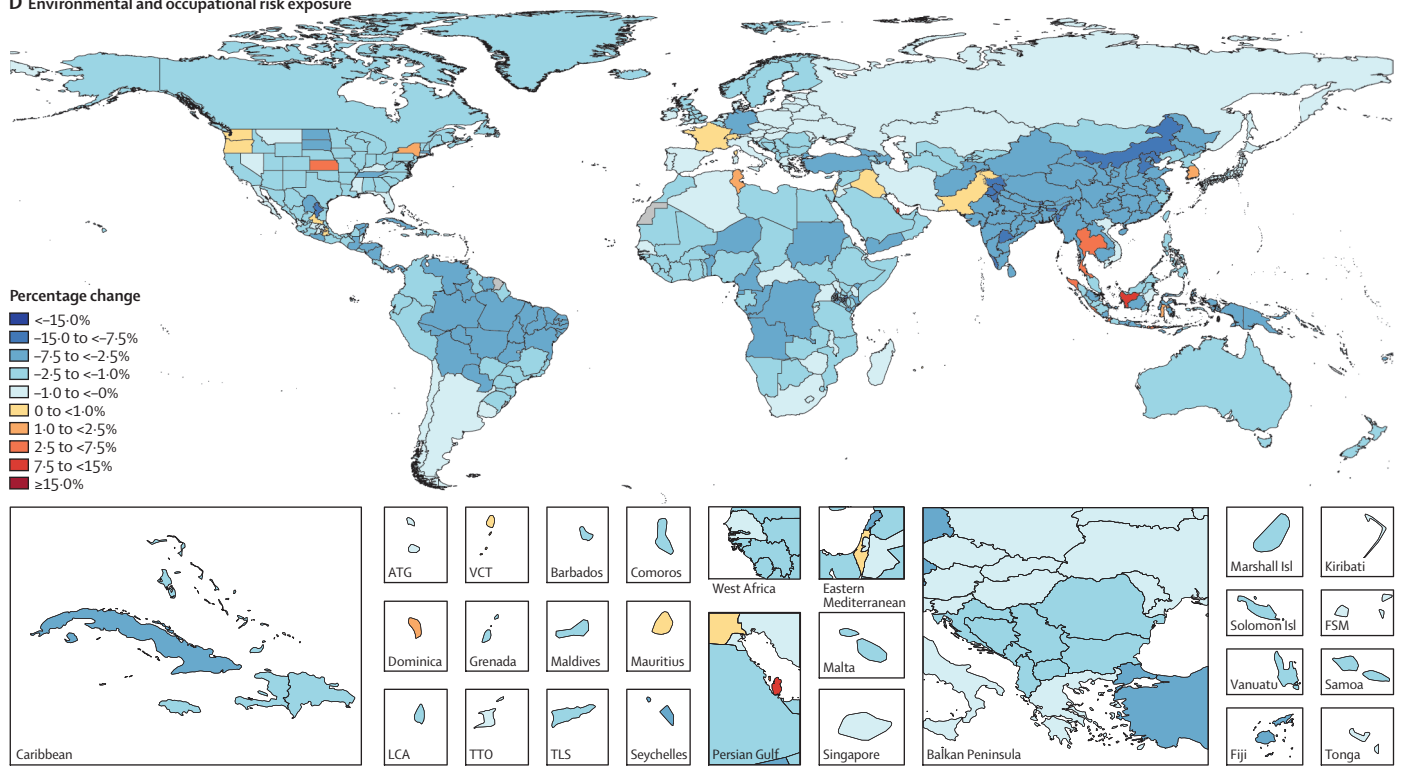 D Environmental and occupational risk exposure
Percentage change
<–15·0%
–15·0 to <–7·5%
–7·5 to <–2·5%
–2·5 to <–1·0%
–1·0 to <–0%
0 to <1·0%
1·0 to <2·5%
2·5 to <7·5%
7·5 to <15%
≥15·0%
Caribbean
ATG
VCT
Barbados
Comoros
Dominica
Grenada
Maldives
Mauritius
LCA
TTO
TLS
Seychelles
West Africa
Eastern
Mediterranean
Persian Gulf
Malta
Singapore
Balkan Peninsula
Marshall Isl
Kiribati
Solomon Isl
FSM
Vanuatu
Samoa
Fiji
Tonga